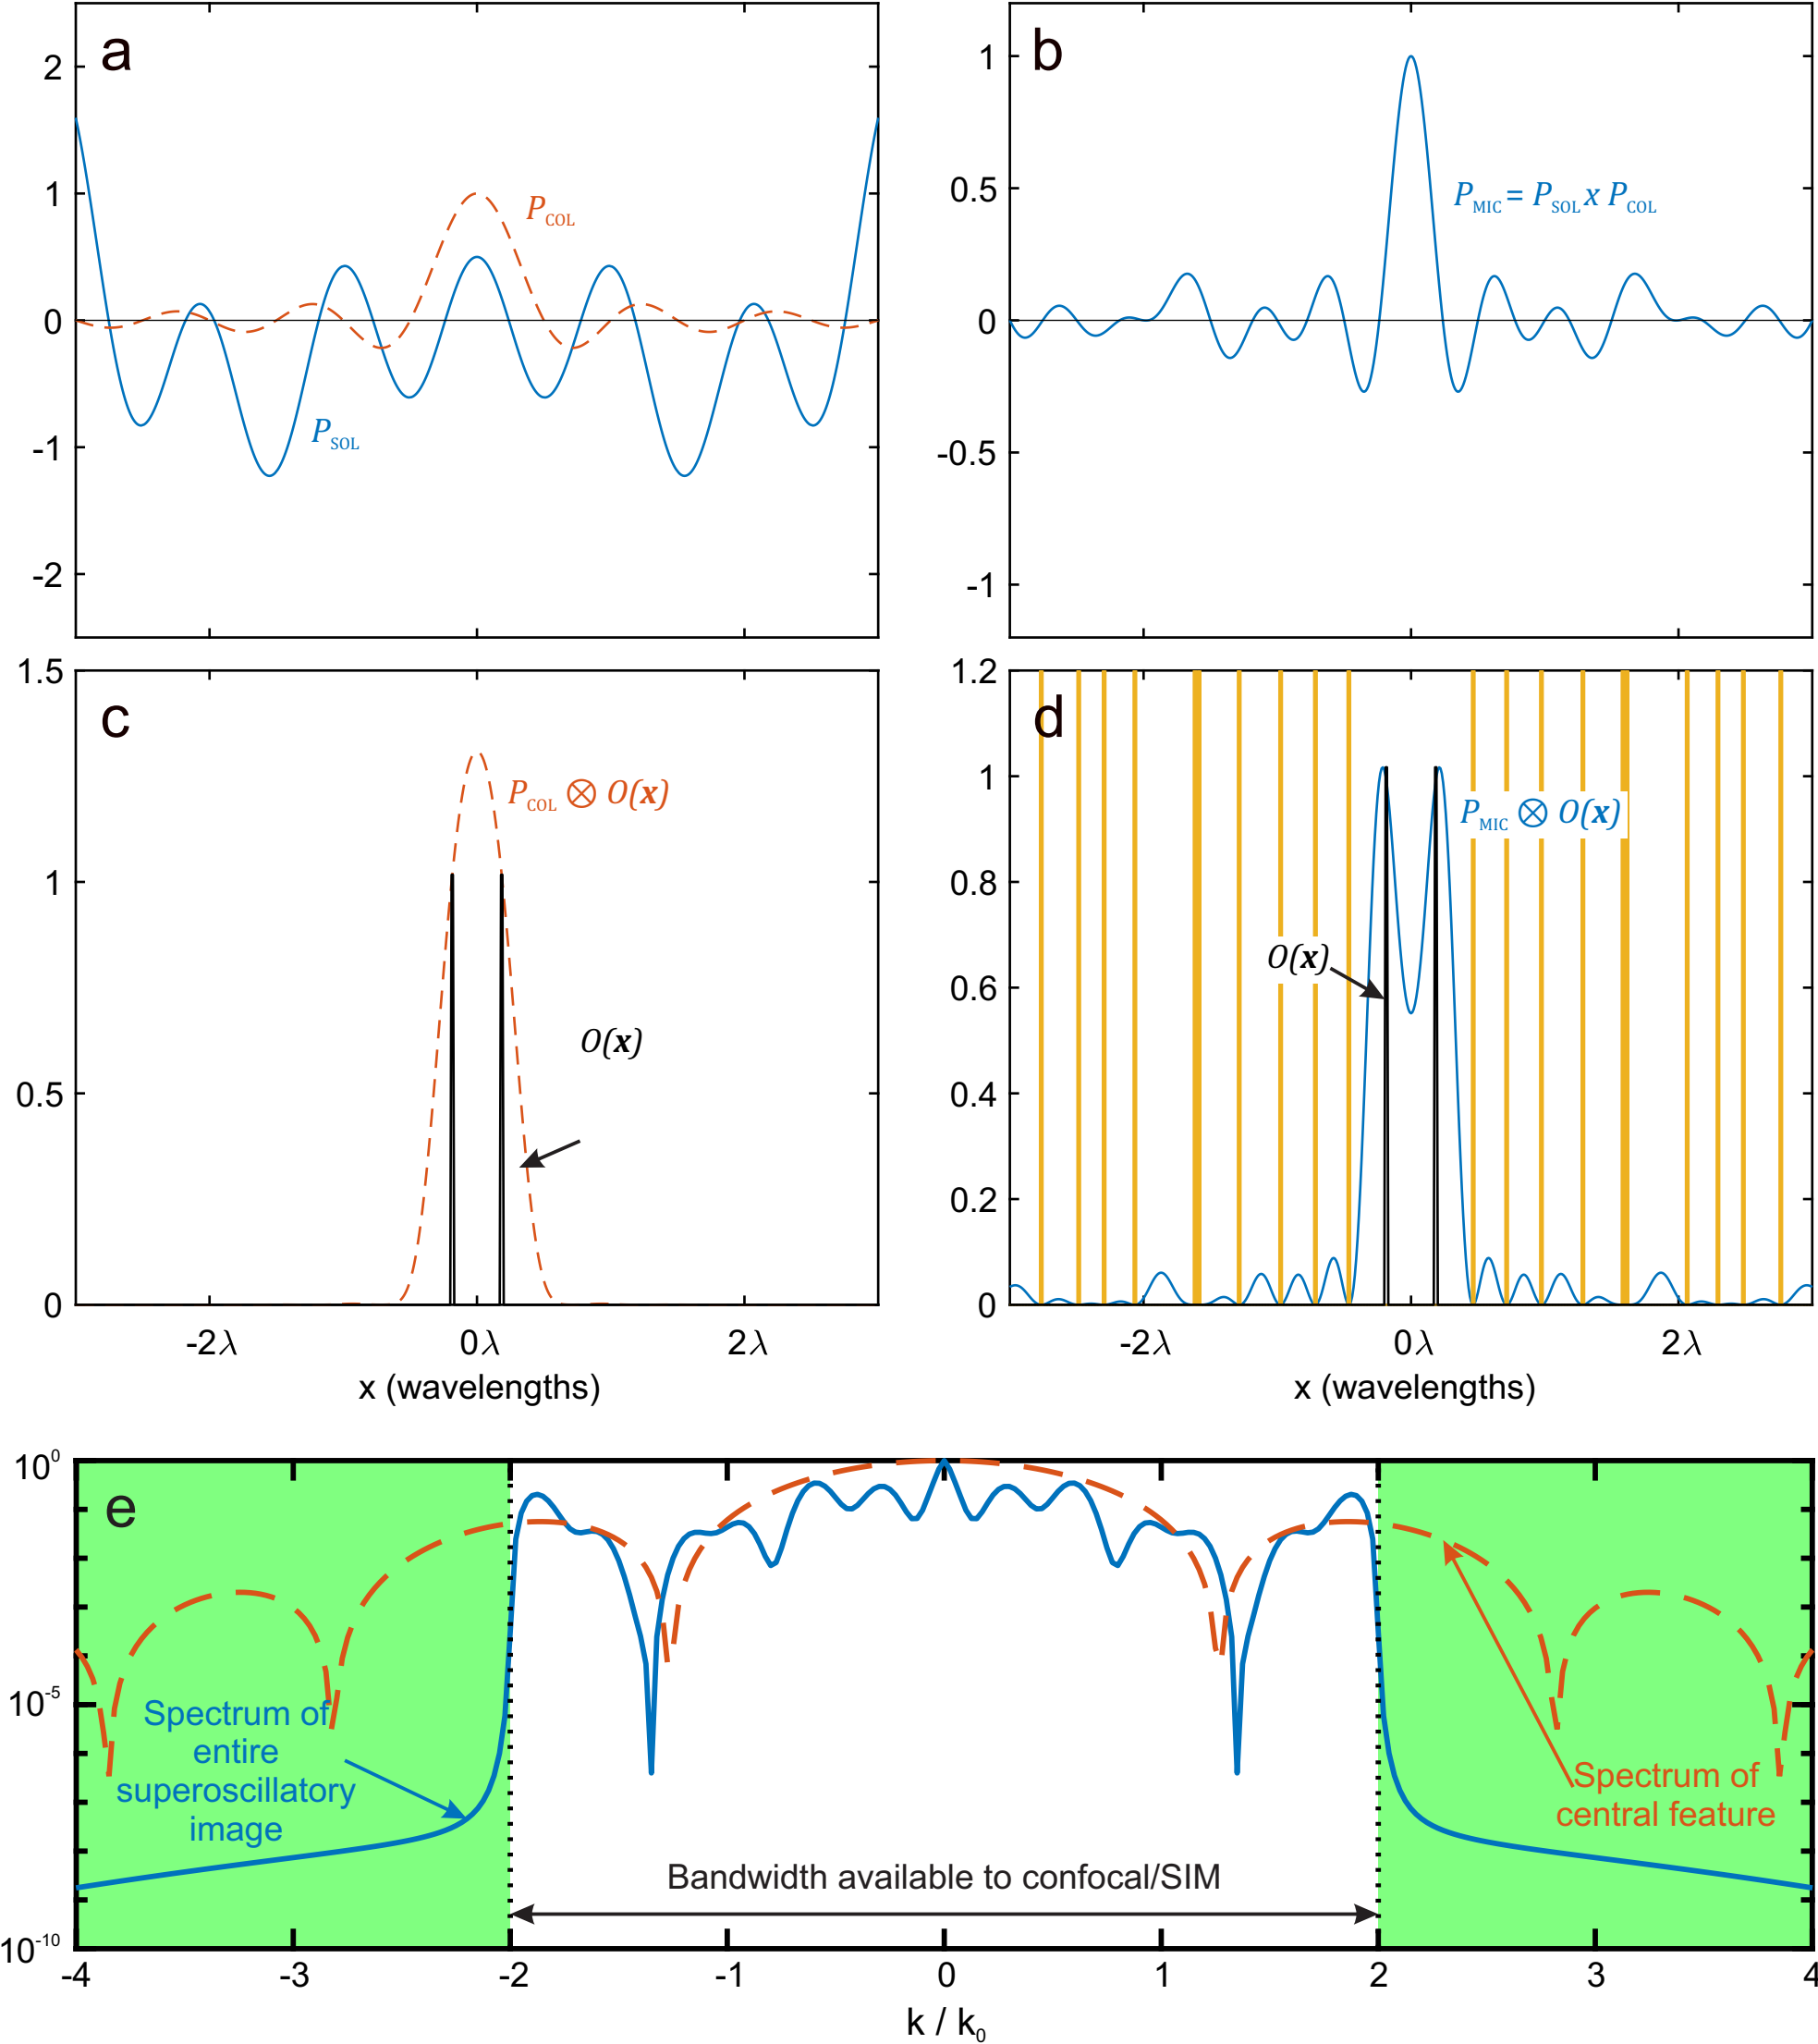 a
2
1
0
-1
-2
P_COL
P_SOL
b
1
0.5
0
-0.5
-1
P_MIC = P_SOL x P_COL
c
1.5
1
0.5
0
P_COL ⊗ O(x)
O(x)
-2λ 0λ 2λ
x (wavelengths)
d
1.2
1
0.8
0.6
0.4
0.2
0
P_MIC ⊗ O(x)
O(x)
-2λ 0λ 2λ
x (wavelengths)
e
10^0
10^-5
10^-10
Spectrum of
entire
superoscillatory
image
Bandwidth available to confocal/SIM
Spectrum of
central feature
-4 -3 -2 -1 0 1 2 3 4
k / k_0